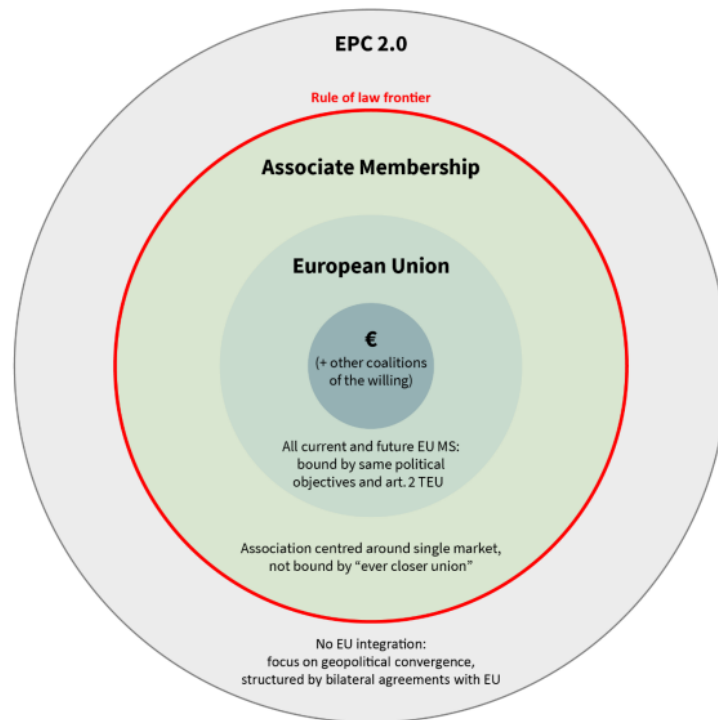 EPC 2.0
Rule of law frontier
Associate Membership
European Union
€
(+ other coalitions
of the willing)
All current and future EU MS:
bound by same political
objectives and art. 2 TEU
Association centred around single market,
not bound by “ever closer union”
No EU integration:
focus on geopolitical convergence,
structured by bilateral agreements with EU